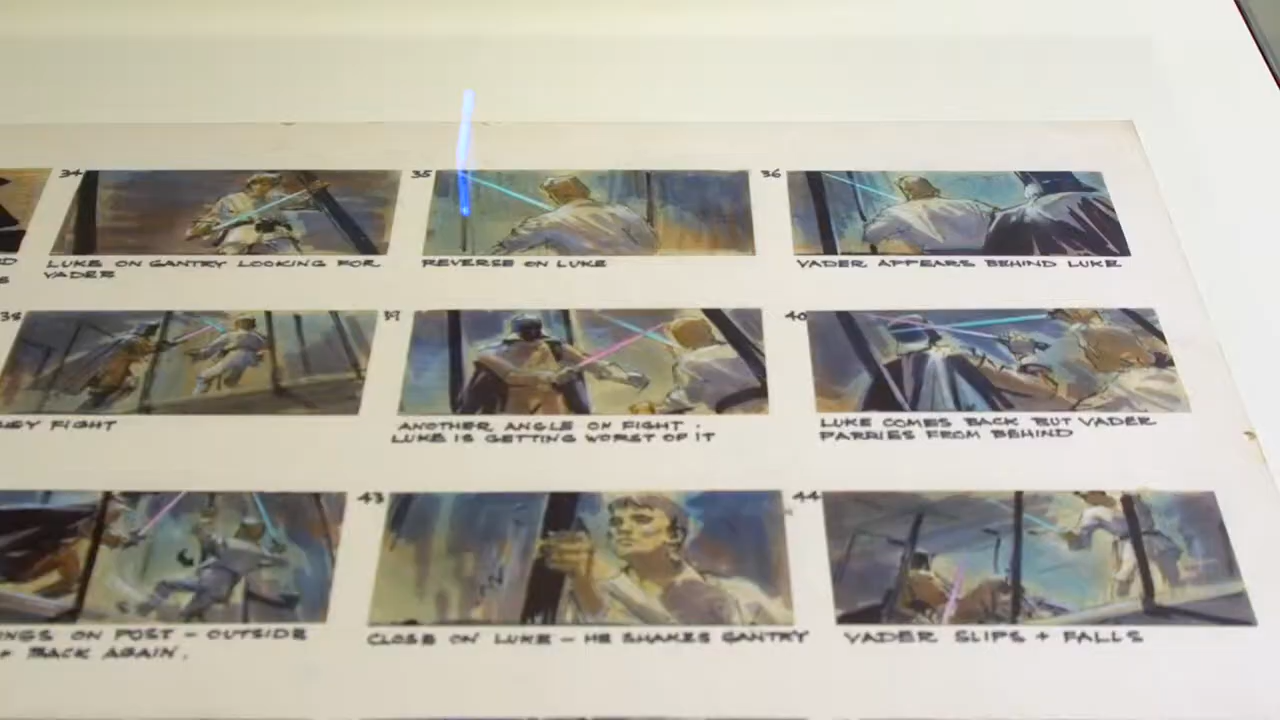 34
LUKE ON GANTRY LOOKING FOR
VADER
35
REVERSE ON LUKE
36
VADER APPEARS BEHIND LUKE
38
FIGHT
39
ANOTHER ANGLE ON FIGHT.
LUKE IS GETTING WORST OF IT
40
LUKE COMES BACK BUT VADER
PARRIES FROM BEHIND
ON POST - OUTSIDE
+ BACK AGAIN.
43
CLOSE ON LUKE - HE SHAKES GANTRY
44
VADER SLIPS + FALLS